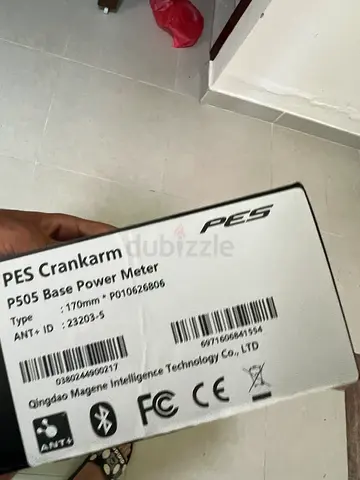 PES
PES Crankarm
P505 Base Power Meter
Type : 170mm * P010626806
ANT+ ID : 23203-5
0380244900217
6971606841554
Qingdao Magene Intelligence Technology Co., LTD
ANT+
FC CE
dubizzle